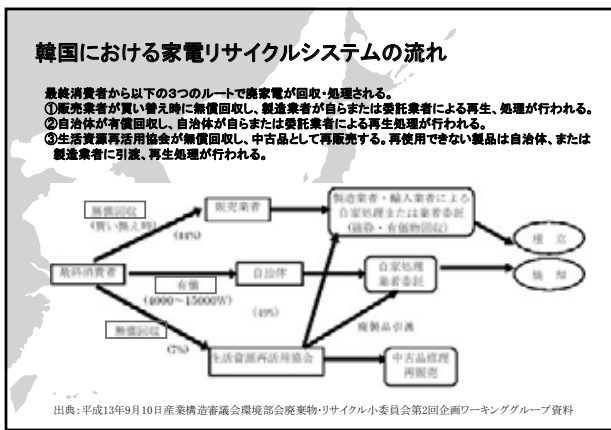 韓国における家電リサイクルシステムの流れ
最終消費者から以下の3つのルートで廃家電が回収・処理される。
①販売業者が買い替え時に無償回収し、製造業者が自らまたは委託業者による再生、処理が行われる。
②自治体が有償回収し、自治体が自らまたは委託業者による再生処理が行われる。
③生活資源再活用協会が無償回収し、中古品として再販売する。再使用できない製品は自治体、または
製造業者に引渡、再生処理が行われる。
無償回収
(買い換え時)
(44%)
販売業者
製造業者・輸入業者による
自家処理または業者委託
(破砕・有価物回収)
埋立
最終消費者
有償
(4000～15000W)
自治体
(49%)
自家処理
業者委託
焼却
無償回収
(7%)
生活資源再活用協会
廃製品引渡
中古品修理
再販売
出典:平成13年9月10日産業構造審議会環境部会廃棄物・リサイクル小委員会第2回企画ワーキンググループ資料